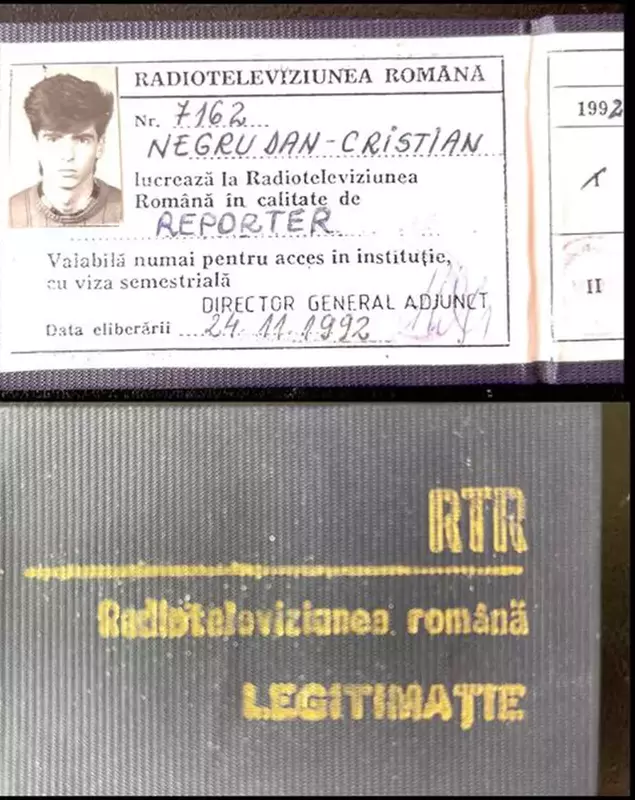 RADIOTELEVIZIUNEA ROMÂNĂ
Nr. 7162
NEGRU DAN-CRISTIAN
lucrează la Radioteleviziunea
Română în calitate de
REPORTER
Valabilă numai pentru acces în instituție,
cu viza semestrială
DIRECTOR GENERAL ADJUNCT
Data eliberării 24.11.1992
1992
I
II
RTR
Radioteleviziunea română
LEGITIMAȚIE